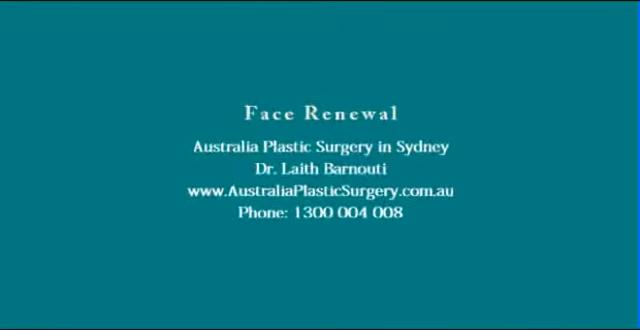 Face Renewal
Australia Plastic Surgery in Sydney
Dr. Laith Barnouti
www.AustraliaPlasticSurgery.com.au
Phone: 1300 004 008